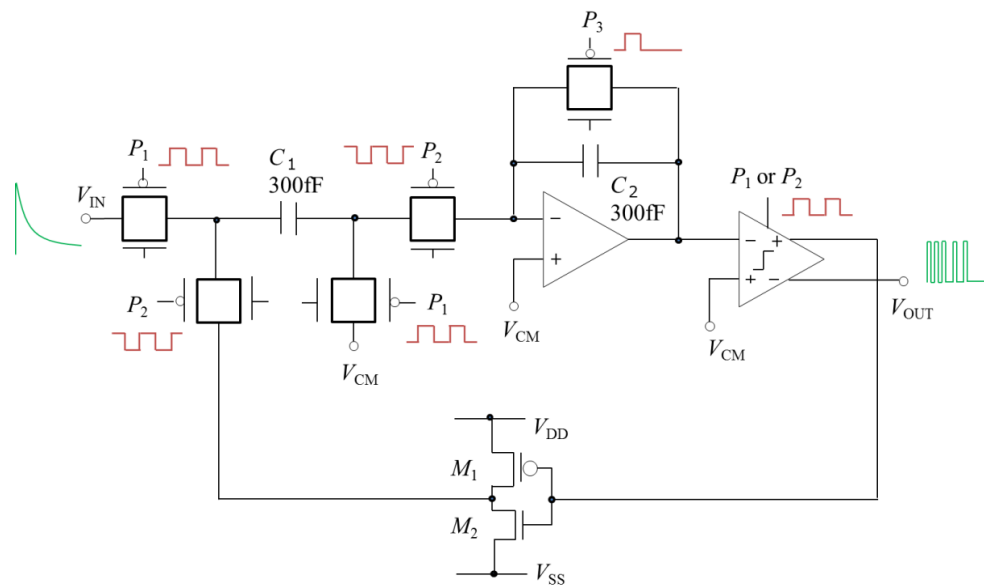 P3
P1
C1
300fF
P2
C2
300fF
P1 or P2
VIN
−
+
− +
+ −
P2
P1
VCM
VCM
VCM
VOUT
VDD
M1
M2
VSS